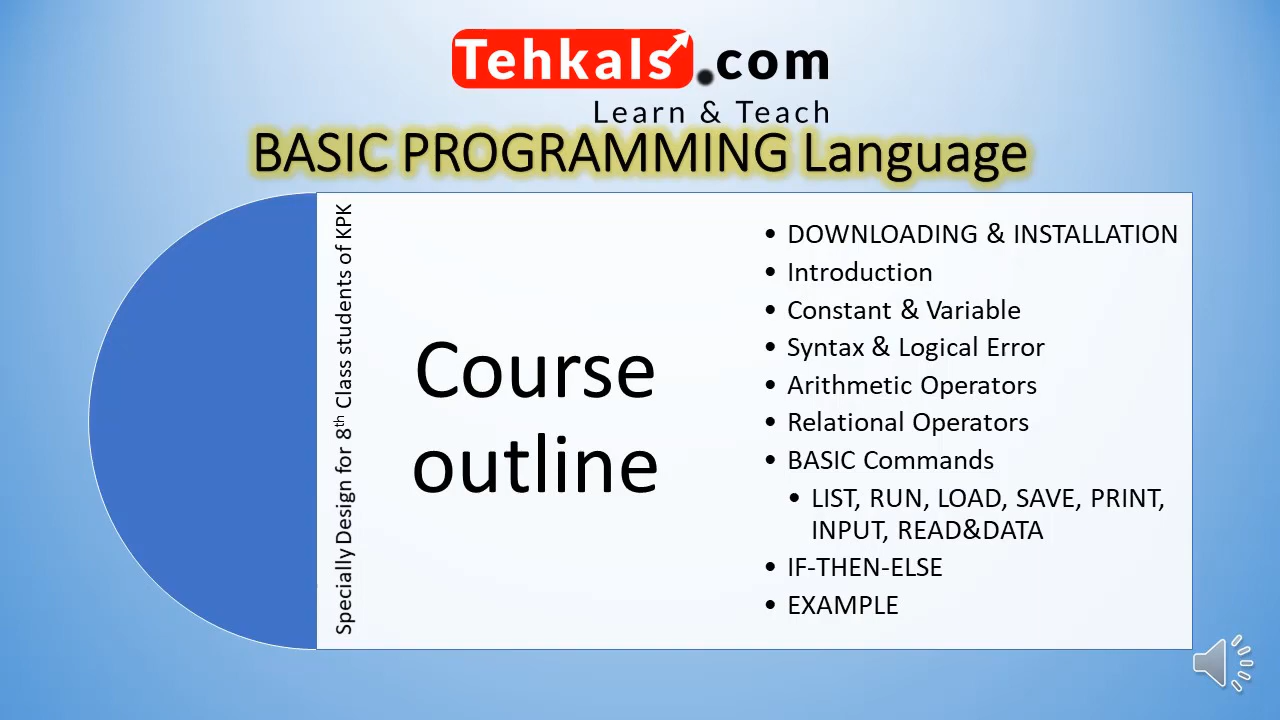 Tehkals.com
Learn & Teach
BASIC PROGRAMMING Language
Specially Design for 8th Class students of KPK
Course
outline
• DOWNLOADING & INSTALLATION
• Introduction
• Constant & Variable
• Syntax & Logical Error
• Arithmetic Operators
• Relational Operators
• BASIC Commands
• LIST, RUN, LOAD, SAVE, PRINT,
INPUT, READ&DATA
• IF-THEN-ELSE
• EXAMPLE